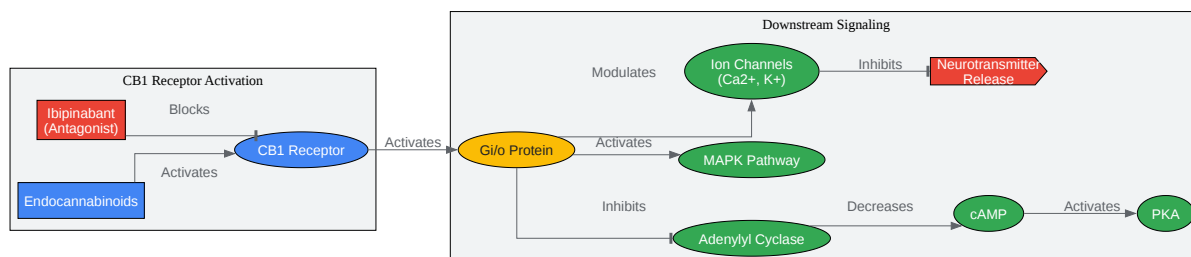 CB1 Receptor Activation
Ibipinabant
(Antagonist)
Blocks
Endocannabinoids
Activates
CB1 Receptor
Activates
Downstream Signaling
Gi/o Protein
Modulates
Ion Channels
(Ca2+, K+)
Inhibits
Neurotransmitter
Release
Activates
MAPK Pathway
Inhibits
Adenylyl Cyclase
Decreases
cAMP
Activates
PKA